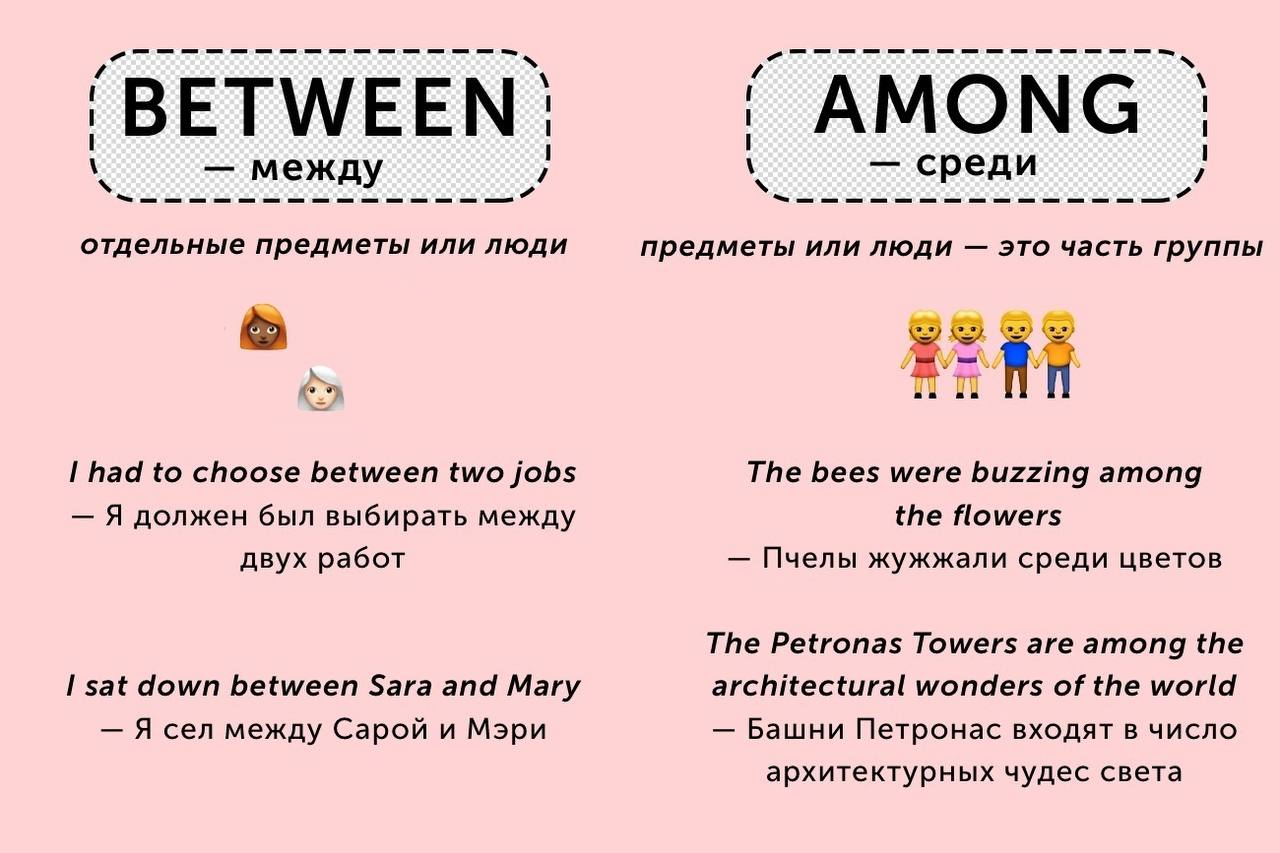 BETWEEN
— между
отдельные предметы или люди
I had to choose between two jobs
— Я должен был выбирать между
двух работ
I sat down between Sara and Mary
— Я сел между Сарой и Мэри
AMONG
— среди
предметы или люди — это часть группы
The bees were buzzing among
the flowers
— Пчелы жужжали среди цветов
The Petronas Towers are among the
architectural wonders of the world
— Башни Петронас входят в число
архитектурных чудес света